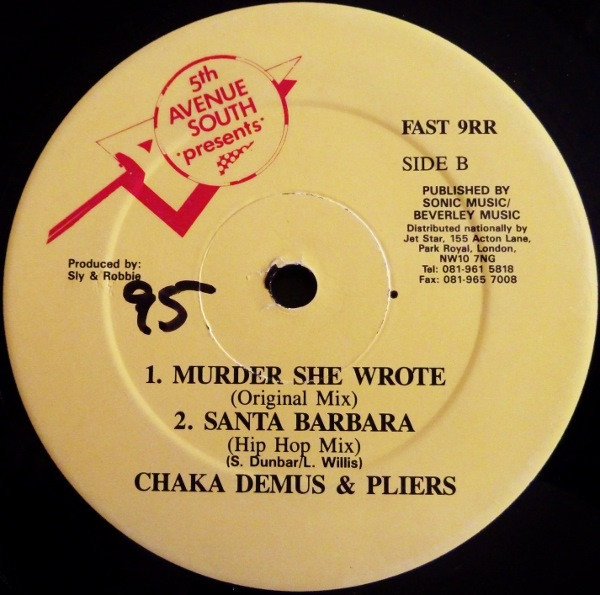 5th
AVENUE
SOUTH
presents
FAST 9RR
SIDE B
PUBLISHED BY
SONIC MUSIC/
BEVERLEY MUSIC
Distributed nationally by
Jet Star, 155 Acton Lane,
Park Royal, London,
NW10 7NG
Tel: 081-961 5818
Fax: 081-965 7008
Produced by:
Sly & Robbie
95
1. MURDER SHE WROTE
(Original Mix)
2. SANTA BARBARA
(Hip Hop Mix)
(S. Dunbar/L. Willis)
CHAKA DEMUS & PLIERS